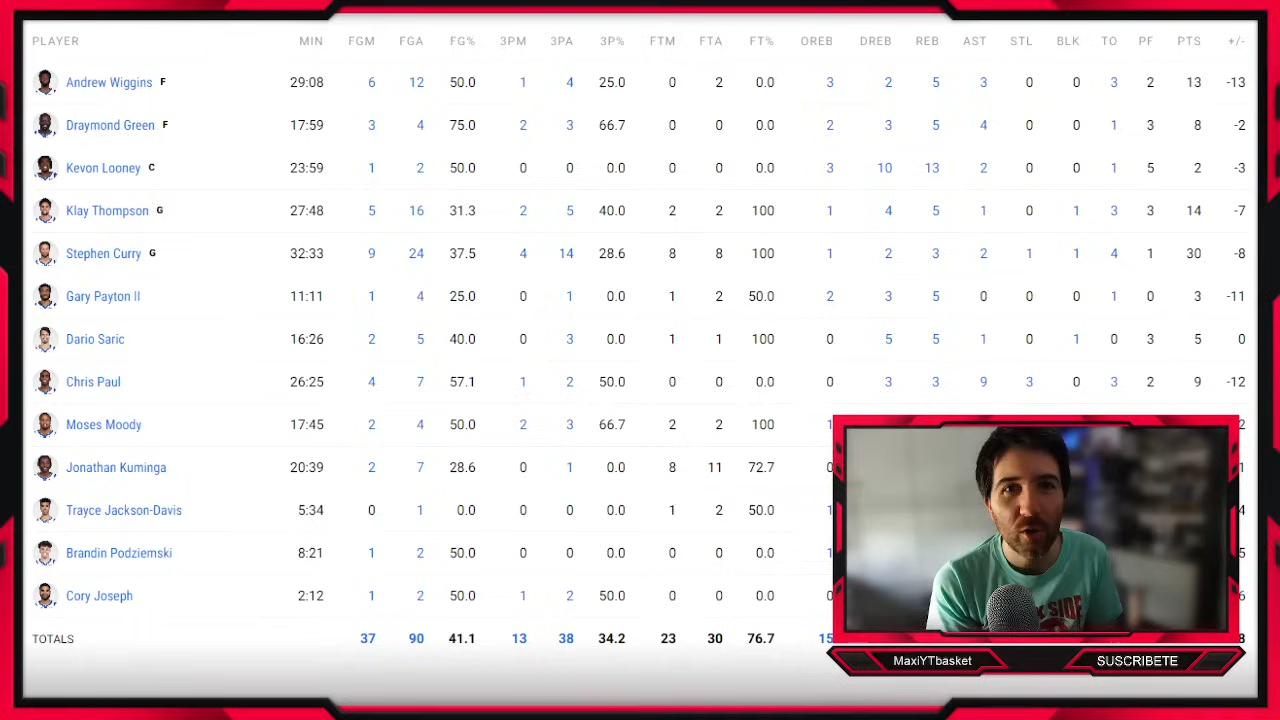 PLAYER MIN FGM FGA FG% 3PM 3PA 3P% FTM FTA FT% OREB DREB REB AST STL BLK TO PF PTS +/-
Andrew Wiggins F 29:08 6 12 50.0 1 4 25.0 0 2 0.0 3 2 5 3 0 0 3 2 13 -13
Draymond Green F 17:59 3 4 75.0 2 3 66.7 0 0 0.0 2 3 5 4 0 0 1 3 8 -2
Kevon Looney C 23:59 1 2 50.0 0 0 0.0 0 0 0.0 3 10 13 2 0 0 1 5 2 -3
Klay Thompson G 27:48 5 16 31.3 2 5 40.0 2 2 100 1 4 5 1 0 1 3 3 14 -7
Stephen Curry G 32:33 9 24 37.5 4 14 28.6 8 8 100 1 2 3 2 1 1 4 1 30 -8
Gary Payton II 11:11 1 4 25.0 0 1 0.0 1 2 50.0 2 3 5 0 0 0 1 0 3 -11
Dario Saric 16:26 2 5 40.0 0 3 0.0 1 1 100 0 5 5 1 0 1 0 3 5 0
Chris Paul 26:25 4 7 57.1 1 2 50.0 0 0 0.0 0 3 3 9 3 0 3 2 9 -12
Moses Moody 17:45 2 4 50.0 2 3 66.7 2 2 100 1 2
Jonathan Kuminga 20:39 2 7 28.6 0 1 0.0 8 11 72.7 0 1
Trayce Jackson-Davis 5:34 0 1 0.0 0 0 0.0 1 2 50.0 1 4
Brandin Podziemski 8:21 1 2 50.0 0 0 0.0 0 0 0.0 1 5
Cory Joseph 2:12 1 2 50.0 1 2 50.0 0 0 0.0 0 6
TOTALS 37 90 41.1 13 38 34.2 23 30 76.7 15 8
SIDE
MaxiYTbasket SUSCRIBETE